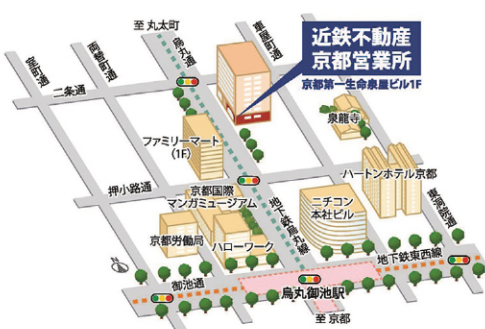 至 丸太町
烏丸通
車屋町通
両替町通
室町通
二条通
近鉄不動産
京都営業所
京都第一生命泉屋ビル1F
泉龍寺
ファミリーマート
(1F)
ハートンホテル京都
押小路通
京都国際
マンガミュージアム
地下鉄烏丸線
ニチコン
本社ビル
東洞院通
京都労働局
ハローワーク
地下鉄東西線
御池通
烏丸御池駅
至 京都